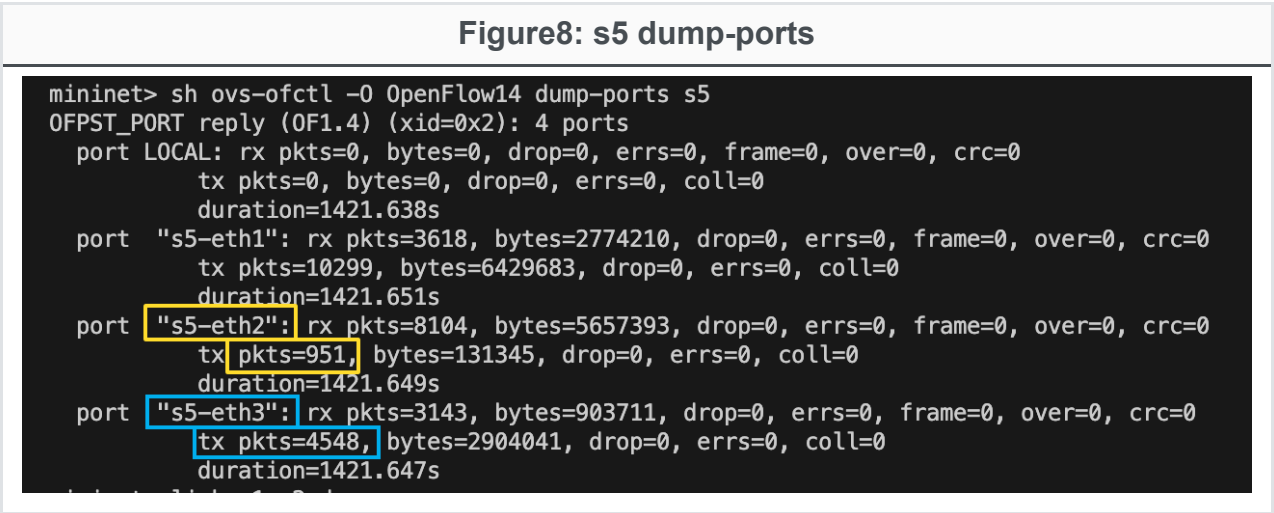 Figure8: s5 dump-ports
mininet> sh ovs-ofctl -O OpenFlow14 dump-ports s5
OFPST_PORT reply (OF1.4) (xid=0x2): 4 ports
port LOCAL: rx pkts=0, bytes=0, drop=0, errs=0, frame=0, over=0, crc=0
tx pkts=0, bytes=0, drop=0, errs=0, coll=0
duration=1421.638s
port "s5-eth1": rx pkts=3618, bytes=2774210, drop=0, errs=0, frame=0, over=0, crc=0
tx pkts=10299, bytes=6429683, drop=0, errs=0, coll=0
duration=1421.651s
port "s5-eth2": rx pkts=8104, bytes=5657393, drop=0, errs=0, frame=0, over=0, crc=0
tx pkts=951, bytes=131345, drop=0, errs=0, coll=0
duration=1421.649s
port "s5-eth3": rx pkts=3143, bytes=903711, drop=0, errs=0, frame=0, over=0, crc=0
tx pkts=4548, bytes=2904041, drop=0, errs=0, coll=0
duration=1421.647s